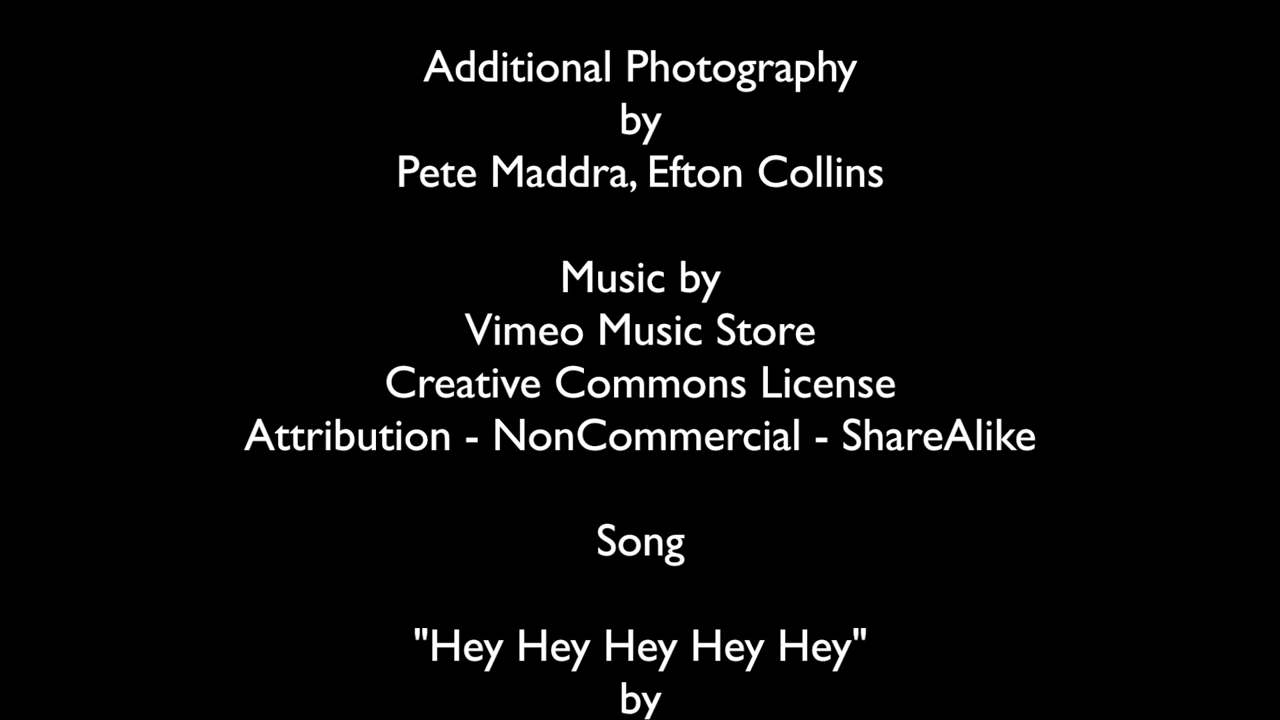 Additional Photography
by
Pete Maddra, Efton Collins
Music by
Vimeo Music Store
Creative Commons License
Attribution - NonCommercial - ShareAlike
Song
"Hey Hey Hey Hey Hey"
by